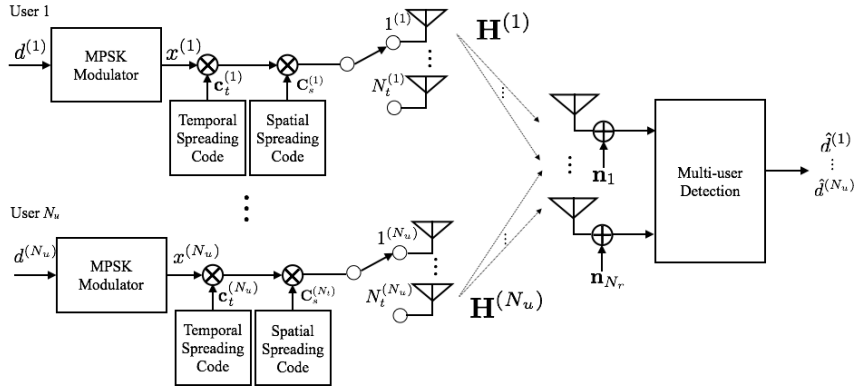 User 1
d^{(1)}
MPSK
Modulator
x^{(1)}
c_t^{(1)}
C_s^{(1)}
Temporal
Spreading
Code
Spatial
Spreading
Code
1^{(1)}
⋮
N_t^{(1)}
H^{(1)}
⋮
⋮
n_1
n_{N_r}
Multi-user
Detection
d̂^{(1)}
⋮
d̂^{(N_u)}
⋮
User N_u
d^{(N_u)}
MPSK
Modulator
x^{(N_u)}
c_t^{(N_u)}
C_s^{(N_t)}
Temporal
Spreading
Code
Spatial
Spreading
Code
1^{(N_u)}
⋮
N_t^{(N_u)}
⋮
H^{(N_u)}